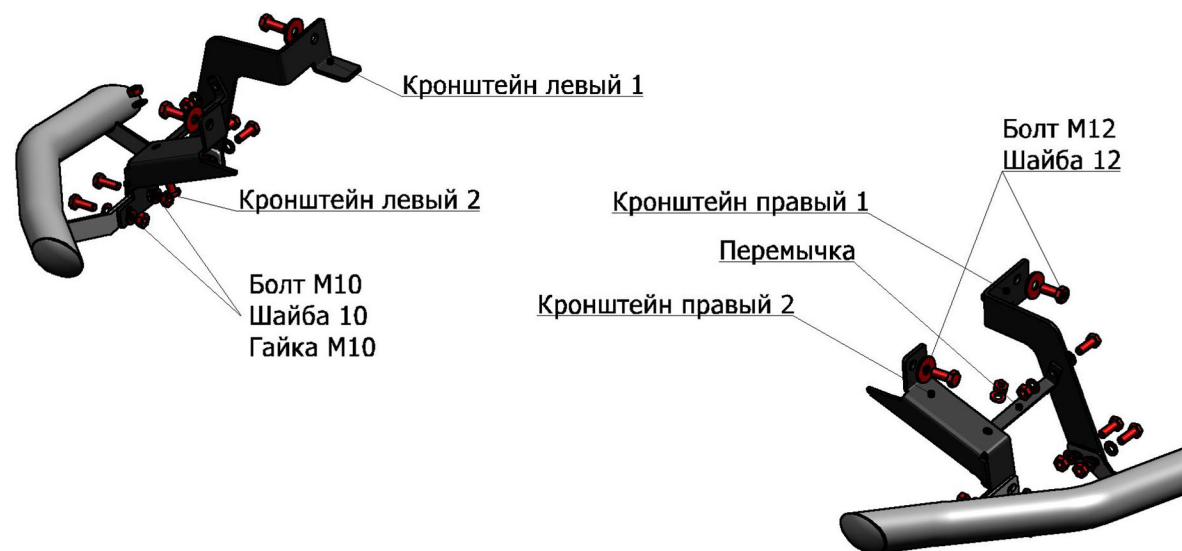 Кронштейн левый 1
Кронштейн левый 2
Болт М10
Шайба 10
Гайка М10
Болт М12
Шайба 12
Кронштейн правый 1
Перемычка
Кронштейн правый 2